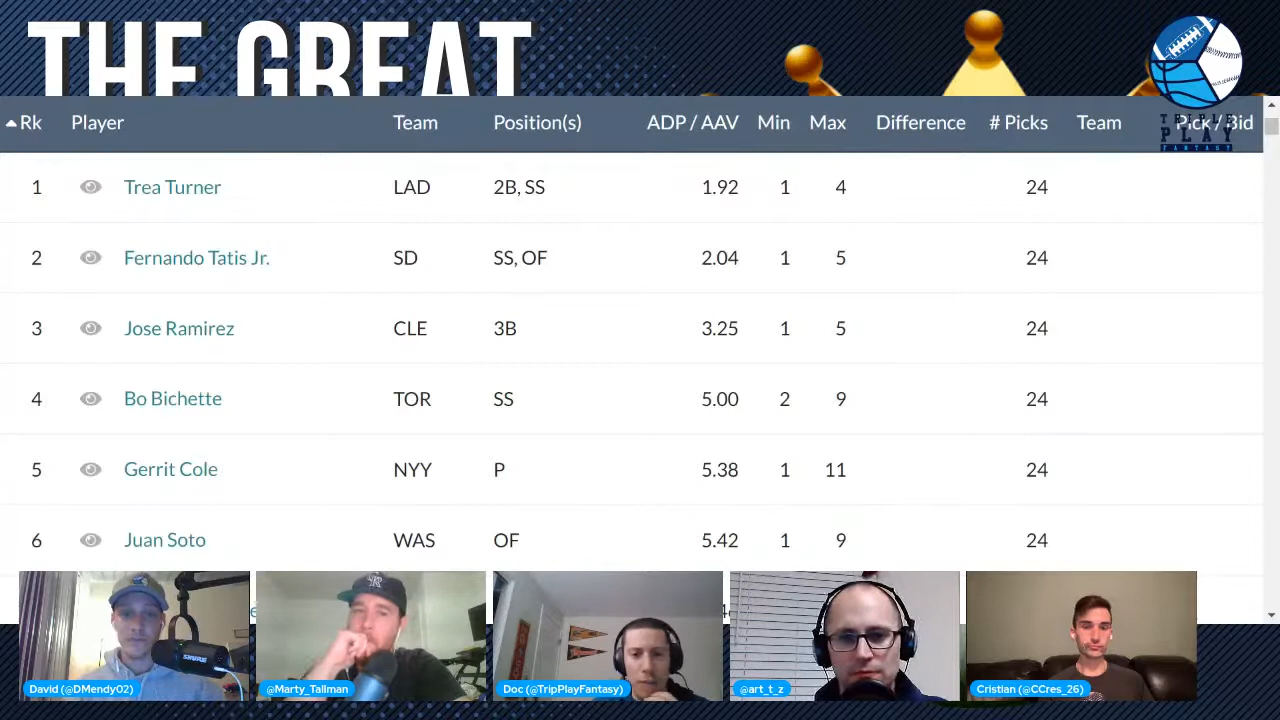 THE GREAT
TRIPLE
PLAY
FANTASY
Rk Player Team Position(s) ADP / AAV Min Max Difference # Picks Team Pick / Bid
1 Trea Turner LAD 2B, SS 1.92 1 4 24
2 Fernando Tatis Jr. SD SS, OF 2.04 1 5 24
3 Jose Ramirez CLE 3B 3.25 1 5 24
4 Bo Bichette TOR SS 5.00 2 9 24
5 Gerrit Cole NYY P 5.38 1 11 24
6 Juan Soto WAS OF 5.42 1 9 24
SHURE
David (@DMendy02) @Marty_Tallman Doc (@TripPlayFantasy) @art_t_z Cristian (@CCres_26)